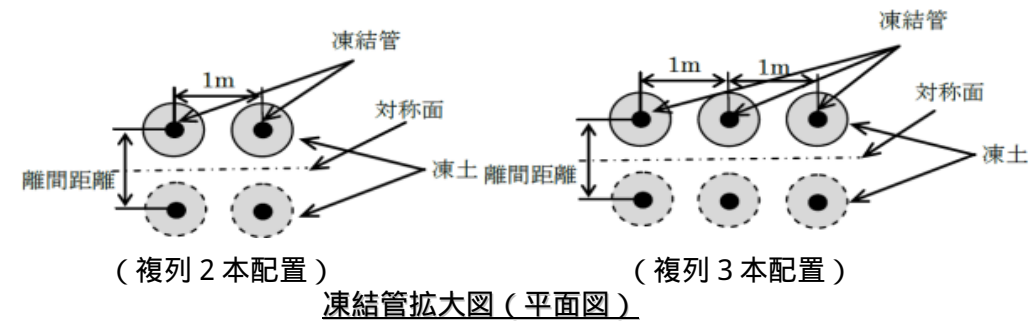 凍結管
1m
対称面
離間距離
凍土
(複列2本配置)
凍結管
1m
1m
対称面
離間距離
凍土
(複列3本配置)
凍結管拡大図(平面図)